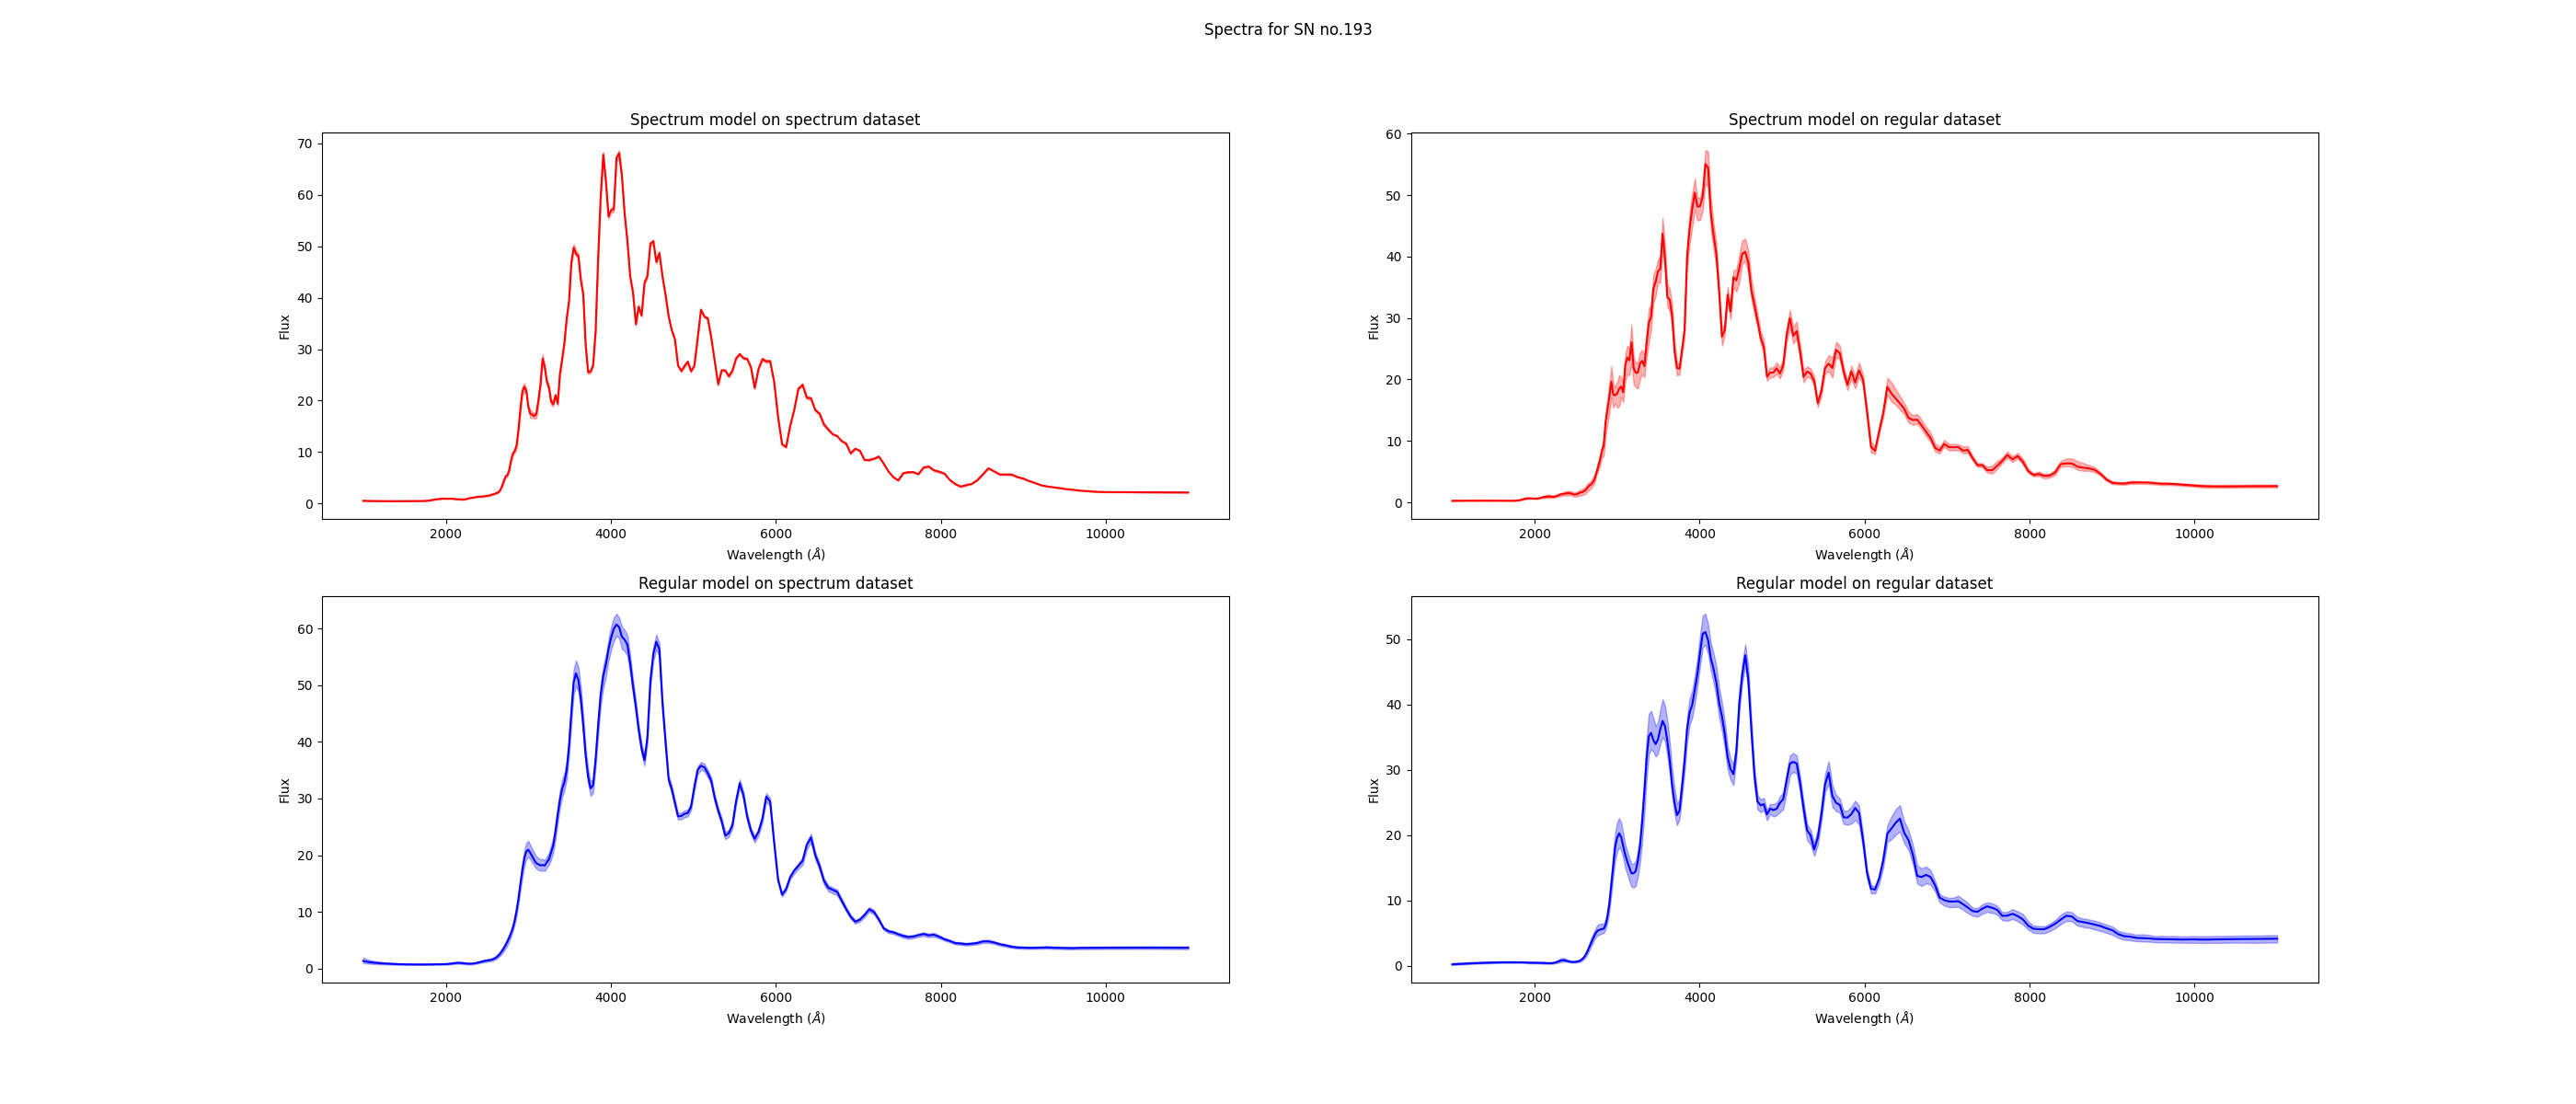 Spectra for SN no.193
Spectrum model on spectrum dataset
Flux
70
60
50
40
30
20
10
0
2000 4000 6000 8000 10000
Wavelength (Å)
Spectrum model on regular dataset
Flux
60
50
40
30
20
10
0
2000 4000 6000 8000 10000
Wavelength (Å)
Regular model on spectrum dataset
Flux
60
50
40
30
20
10
0
2000 4000 6000 8000 10000
Wavelength (Å)
Regular model on regular dataset
Flux
50
40
30
20
10
0
2000 4000 6000 8000 10000
Wavelength (Å)